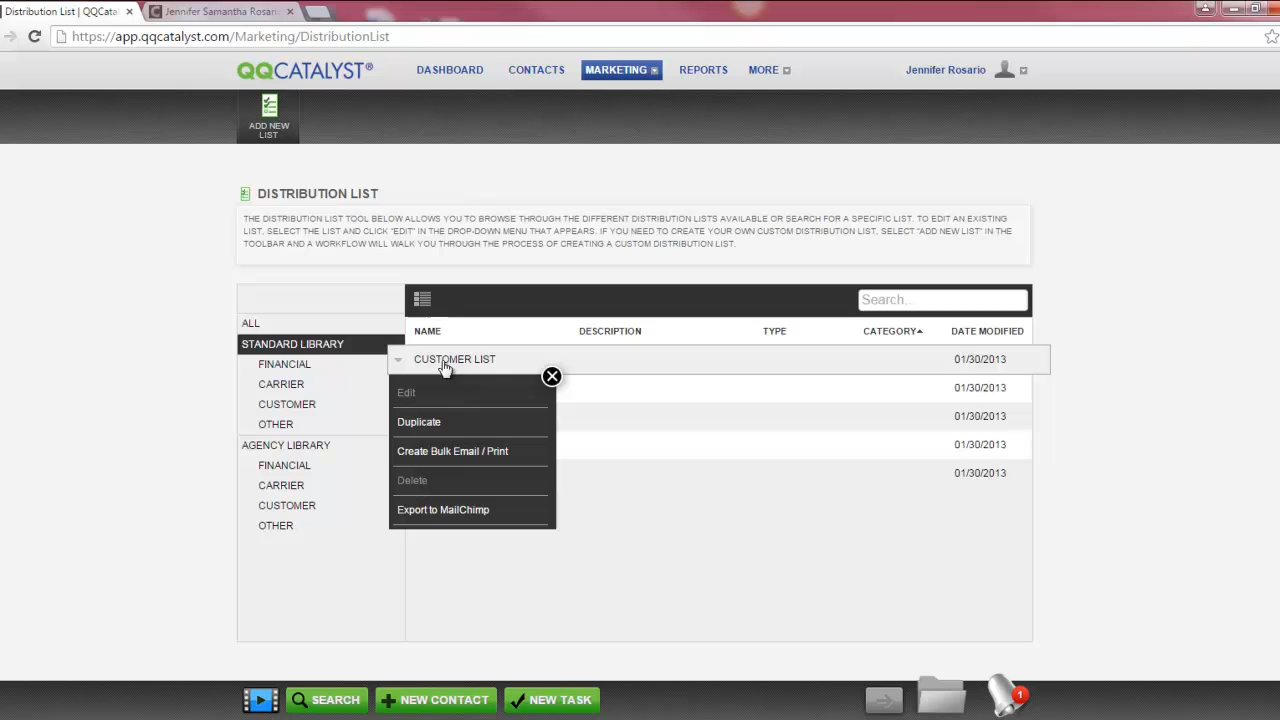 Distribution List | QQCatal
Jennifer Samantha Rosari
https://app.qqcatalyst.com/Marketing/DistributionList
QQCATALYST®
DASHBOARD
CONTACTS
MARKETING
REPORTS
MORE
Jennifer Rosario
ADD NEW
LIST
DISTRIBUTION LIST
THE DISTRIBUTION LIST TOOL BELOW ALLOWS YOU TO BROWSE THROUGH THE DIFFERENT DISTRIBUTION LISTS AVAILABLE OR SEARCH FOR A SPECIFIC LIST. TO EDIT AN EXISTING
LIST, SELECT THE LIST AND CLICK "EDIT" IN THE DROP-DOWN MENU THAT APPEARS. IF YOU NEED TO CREATE YOUR OWN CUSTOM DISTRIBUTION LIST, SELECT "ADD NEW LIST" IN THE
TOOLBAR AND A WORKFLOW WILL WALK YOU THROUGH THE PROCESS OF CREATING A CUSTOM DISTRIBUTION LIST.
Search...
ALL
STANDARD LIBRARY
FINANCIAL
CARRIER
CUSTOMER
OTHER
AGENCY LIBRARY
FINANCIAL
CARRIER
CUSTOMER
OTHER
NAME
DESCRIPTION
TYPE
CATEGORY
DATE MODIFIED
CUSTOMER LIST
01/30/2013
01/30/2013
01/30/2013
01/30/2013
01/30/2013
Edit
Duplicate
Create Bulk Email / Print
Delete
Export to MailChimp
SEARCH
NEW CONTACT
NEW TASK
1